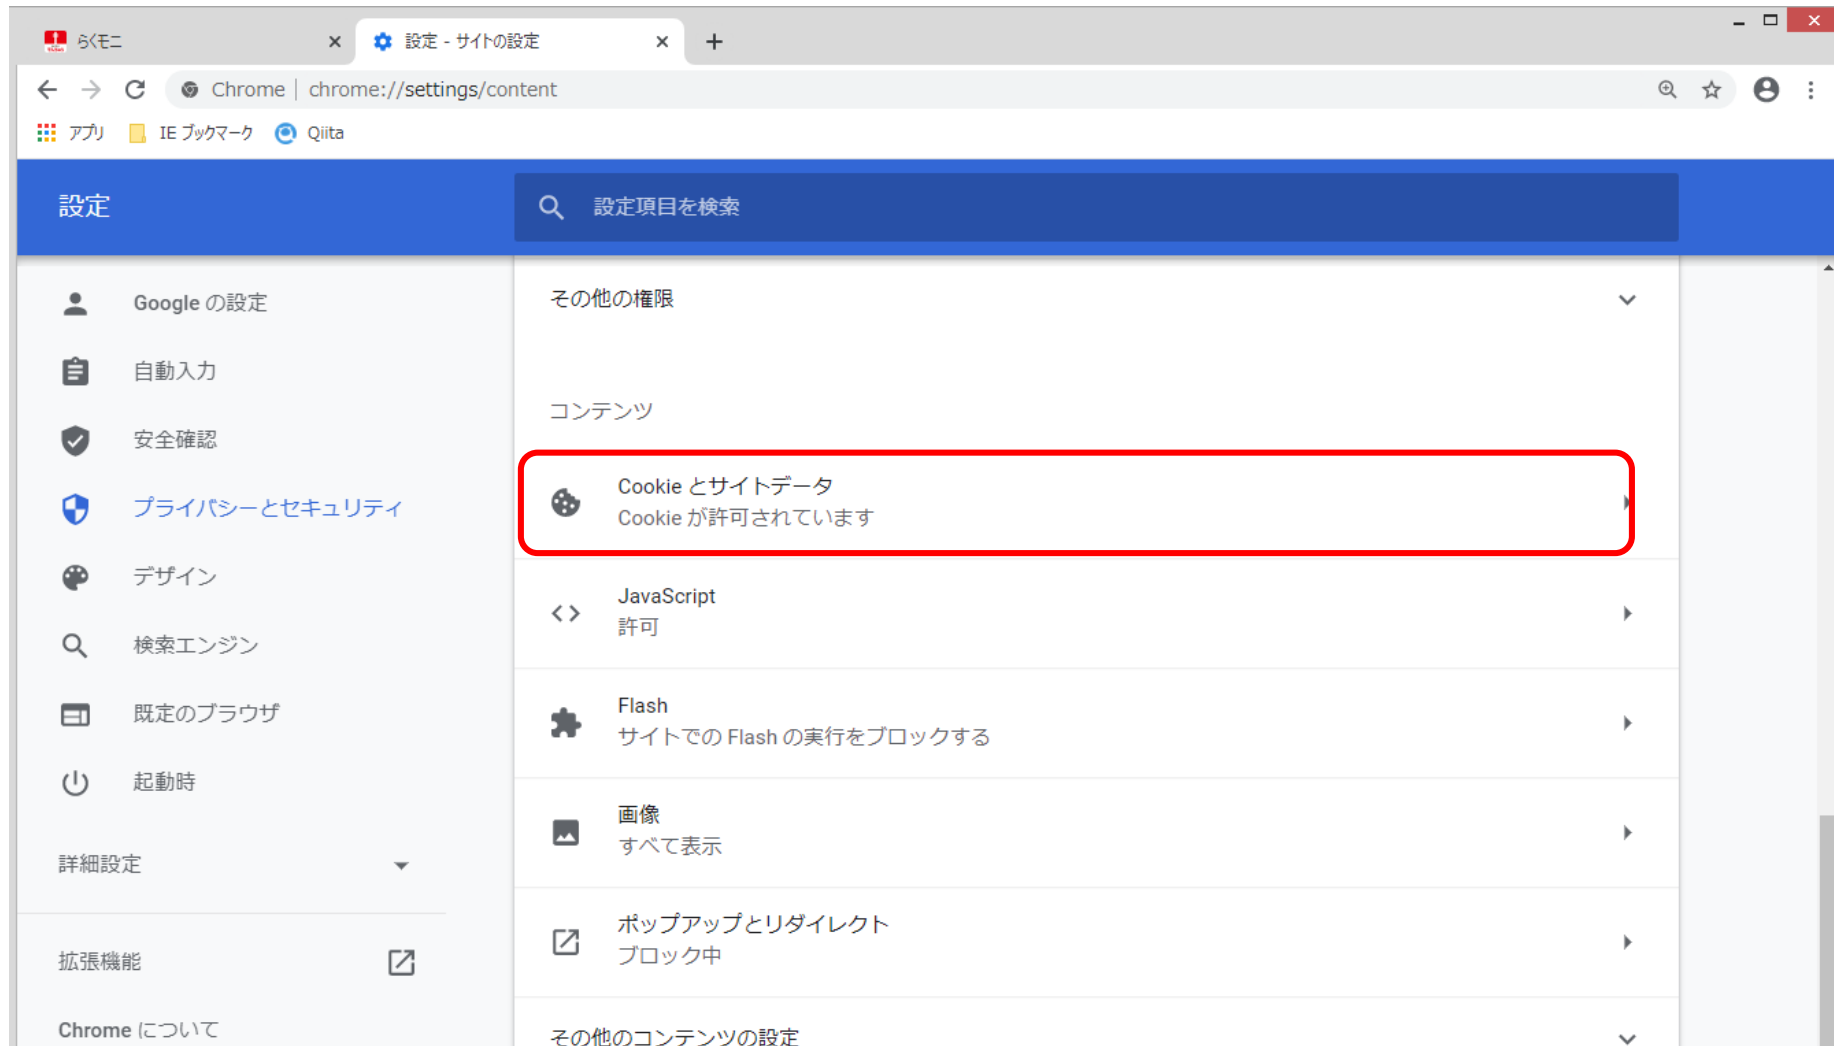 らくモニ
設定 - サイトの設定
Chrome | chrome://settings/content
アプリ
IE ブックマーク
Qiita
設定
設定項目を検索
Google の設定
自動入力
安全確認
プライバシーとセキュリティ
デザイン
検索エンジン
既定のブラウザ
起動時
詳細設定
拡張機能
Chrome について
その他の権限
コンテンツ
Cookie とサイトデータ
Cookie が許可されています
JavaScript
許可
Flash
サイトでの Flash の実行をブロックする
画像
すべて表示
ポップアップとリダイレクト
ブロック中
その他のコンテンツの設定